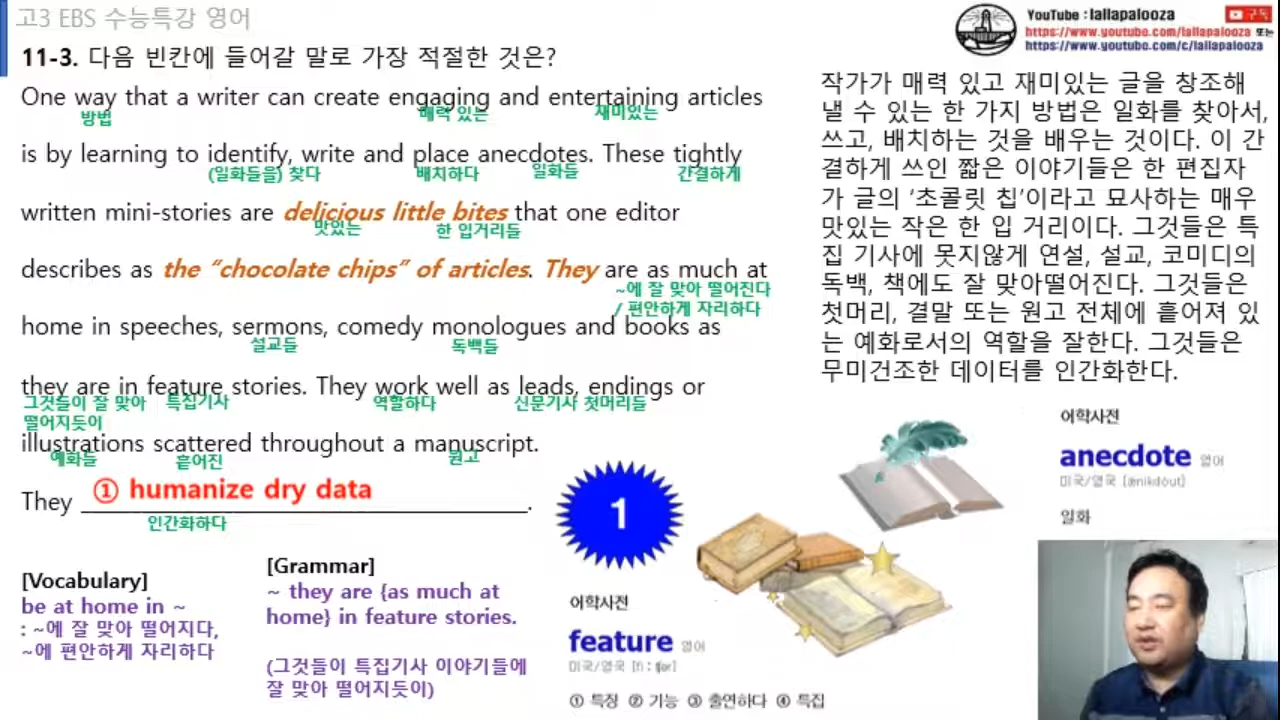 고3 EBS 수능특강 영어
YouTube : lallapalooza
구독
https://www.youtube.com/lallapalooza 또는
https://www.youtube.com/c/lallapalooza
11-3. 다음 빈칸에 들어갈 말로 가장 적절한 것은?
One way that a writer can create engaging and entertaining articles
방법 매력 있는 재미있는
is by learning to identify, write and place anecdotes. These tightly
(일화들을) 찾다 배치하다 일화들 간결하게
written mini-stories are delicious little bites that one editor
맛있는 한 입거리들
describes as the “chocolate chips” of articles. They are as much at
~에 잘 맞아 떨어진다
/ 편안하게 자리하다
home in speeches, sermons, comedy monologues and books as
설교들 독백들
they are in feature stories. They work well as leads, endings or
그것들이 잘 맞아 특집기사 역할하다 신문기사 첫머리들
떨어지듯이
illustrations scattered throughout a manuscript.
예화들 흩어진 원고
They ① humanize dry data.
인간화하다
작가가 매력 있고 재미있는 글을 창조해
낼 수 있는 한 가지 방법은 일화를 찾아서,
쓰고, 배치하는 것을 배우는 것이다. 이 간
결하게 쓰인 짧은 이야기들은 한 편집자
가 글의 ‘초콜릿 칩’이라고 묘사하는 매우
맛있는 작은 한 입 거리이다. 그것들은 특
집 기사에 못지않게 연설, 설교, 코미디의
독백, 책에도 잘 맞아떨어진다. 그것들은
첫머리, 결말 또는 원고 전체에 흩어져 있
는 예화로서의 역할을 잘한다. 그것들은
무미건조한 데이터를 인간화한다.
1
[Vocabulary]
be at home in ~
: ~에 잘 맞아 떨어지다,
~에 편안하게 자리하다
[Grammar]
~ they are {as much at
home} in feature stories.
(그것들이 특집기사 이야기들에
잘 맞아 떨어지듯이)
어학사전
feature 영어
미국/영국
① 특징 ② 기능 ③ 출연하다 ④ 특집
어학사전
anecdote 영어
미국/영국 [ænikdòut]
일화